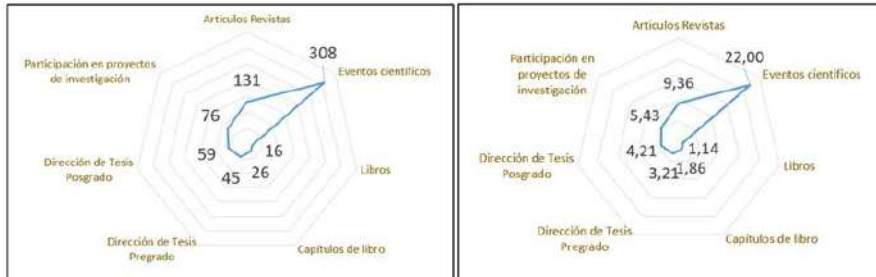 Articulos Revistas
308
Eventos científicos
131
Participación en proyectos
de investigación
76
59
16
Libros
Dirección de Tesis
Posgrado
45
26
Dirección de Tesis
Pregrado
Capítulos de libro
Articulos Revistas
22,00
Eventos científicos
9,36
Participación en
proyectos de
investigación
5,43
4,21
1,14
Libros
Dirección de Tesis
Posgrado
3,21
1,86
Dirección de Tesis
Pregrado
Capítulos de libro